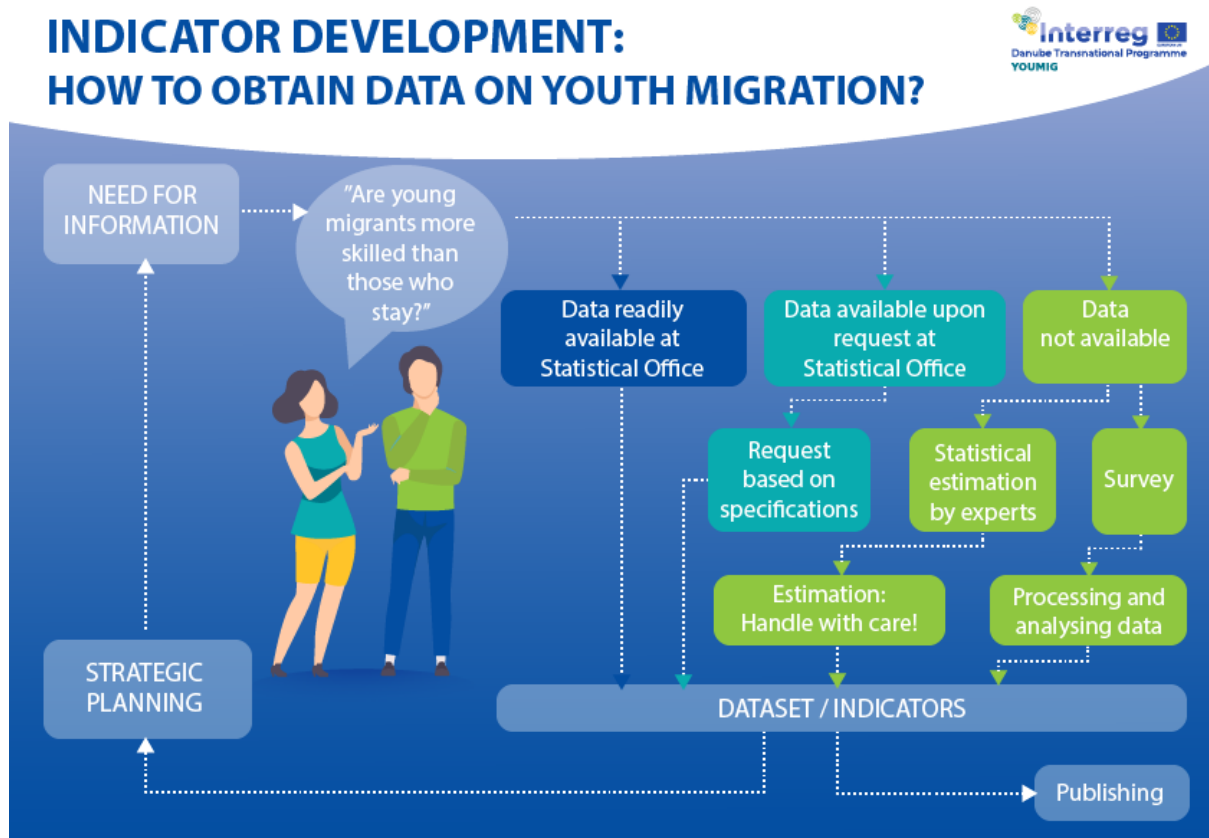 INDICATOR DEVELOPMENT:
HOW TO OBTAIN DATA ON YOUTH MIGRATION?
Interreg
EUROPEAN UNION
Danube Transnational Programme
YOUMIG
NEED FOR
INFORMATION
”Are young
migrants more
skilled than
those who
stay?”
Data readily
available at
Statistical Office
Data available upon
request at
Statistical Office
Data
not available
Request
based on
specifications
Statistical
estimation
by experts
Survey
Estimation:
Handle with care!
Processing and
analysing data
STRATEGIC
PLANNING
DATASET / INDICATORS
Publishing